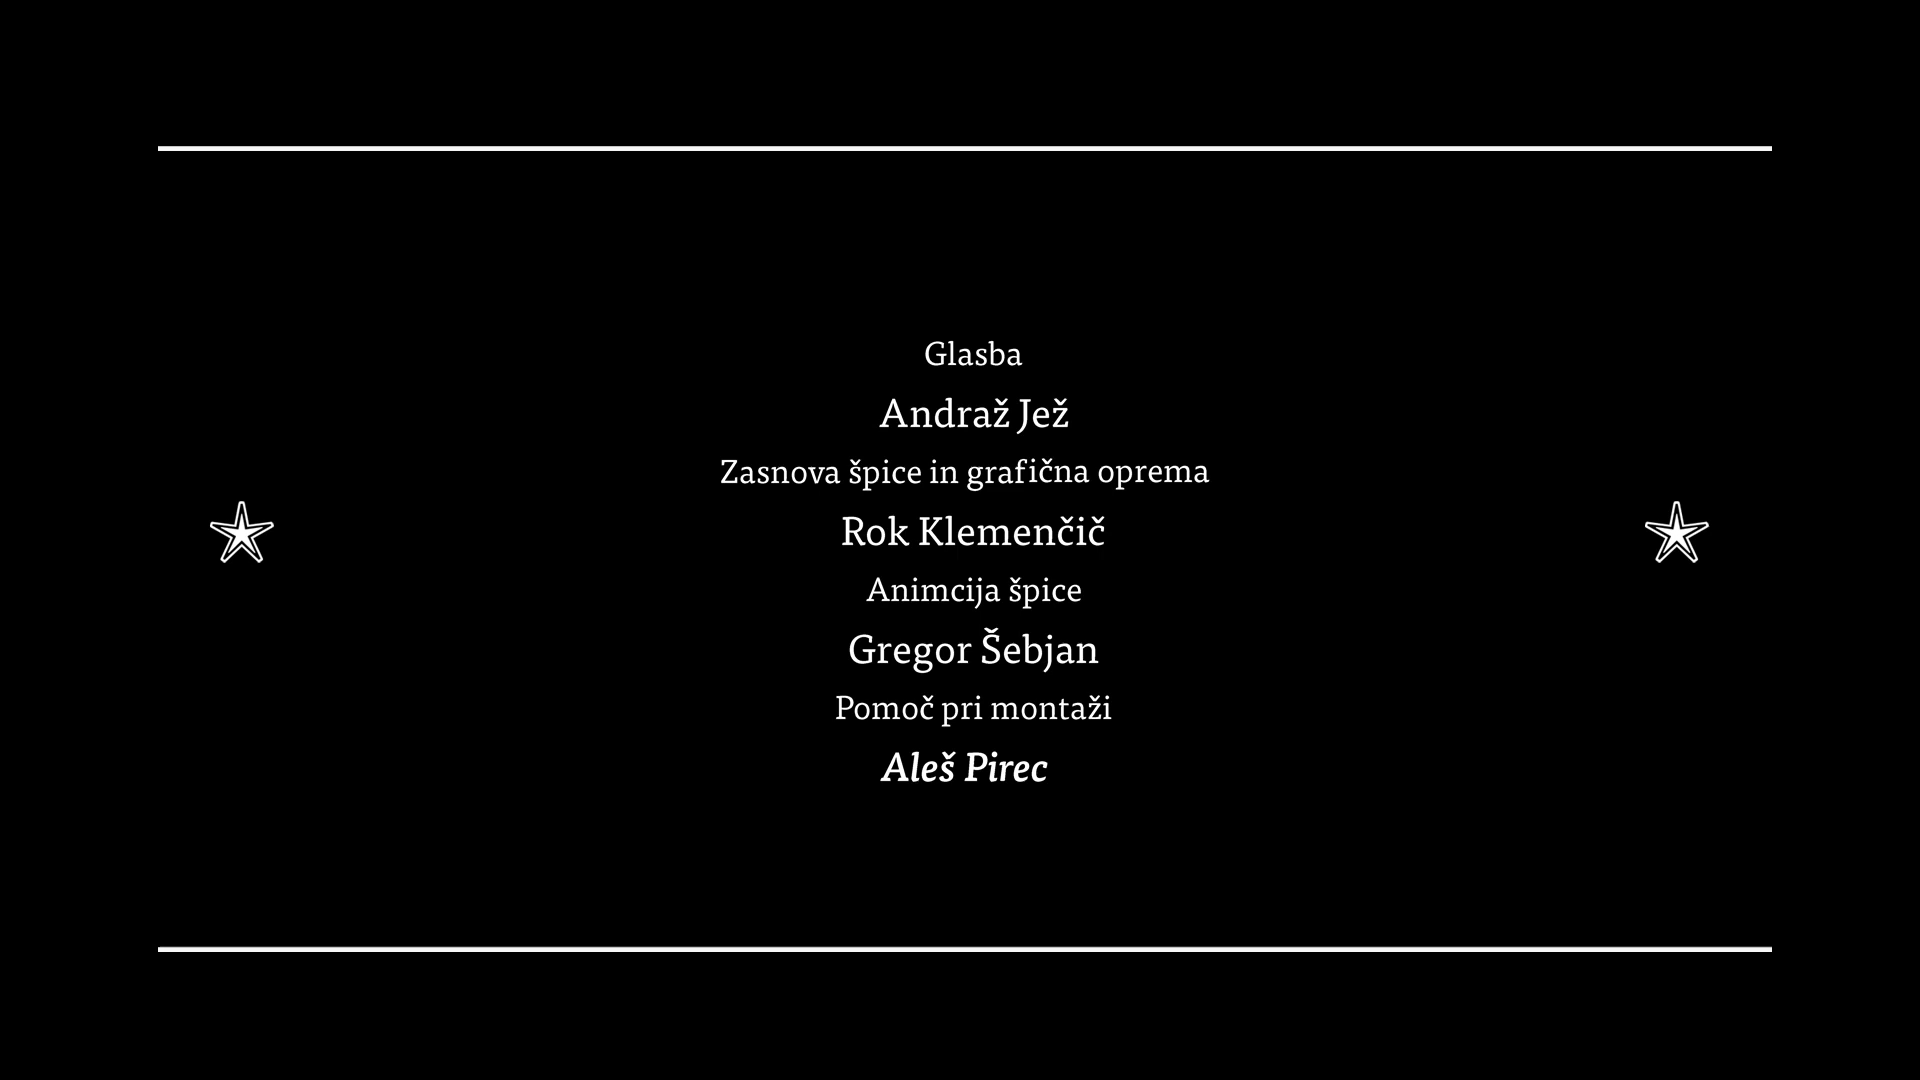 Glasba
Andraž Jež
Zasnova špice in grafična oprema
Rok Klemenčič
Animcija špice
Gregor Šebjan
Pomoč pri montaži
Aleš Pirec